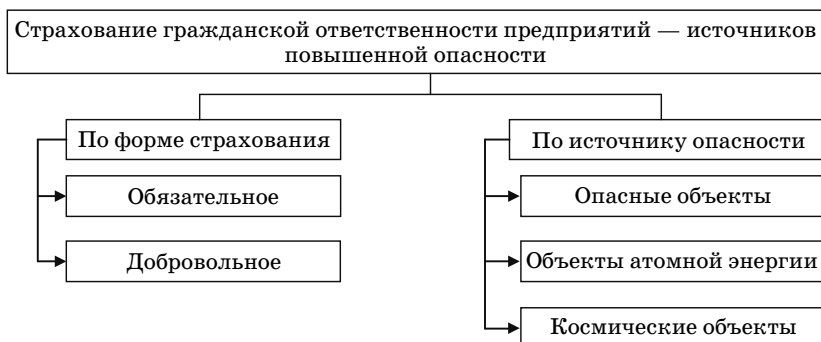 Страхование гражданской ответственности предприятий — источников
повышенной опасности
По форме страхования
Обязательное
Добровольное
По источнику опасности
Опасные объекты
Объекты атомной энергии
Космические объекты